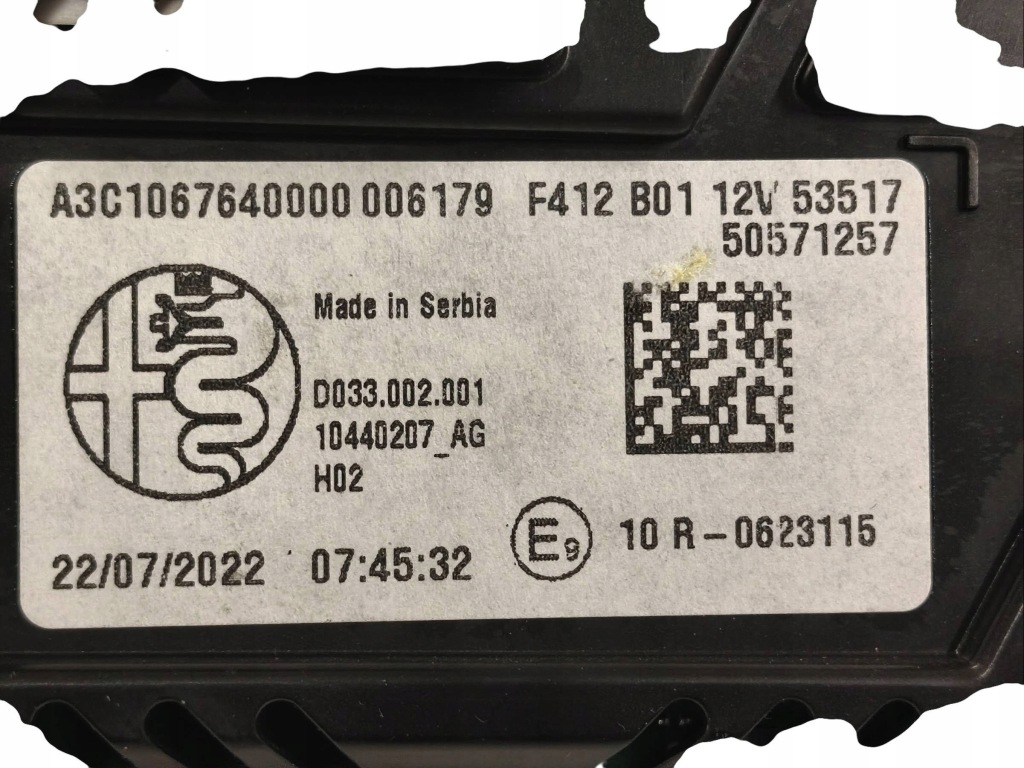 A3C1067640000 006179 F412 B01 12V 53517
50571257
Made in Serbia
D033.002.001
10440207_AG
H02
E9 10 R-0623115
22/07/2022 07:45:32